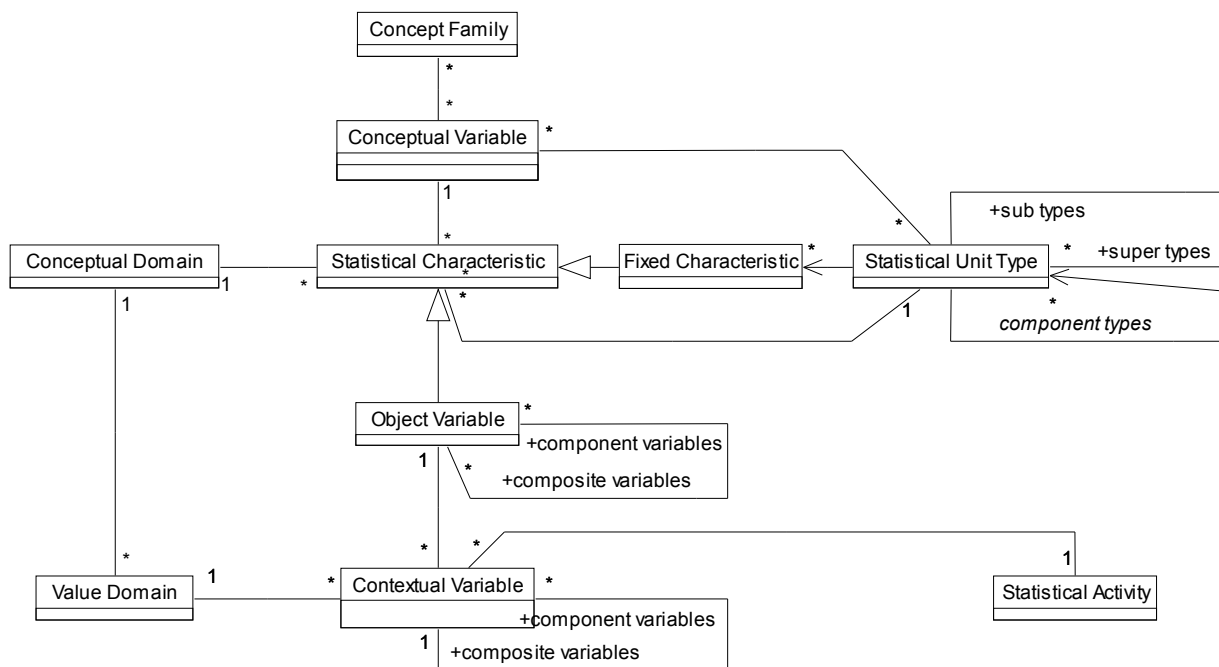 Concept Family
*
*
Conceptual Variable
*
1
*
+sub types
*
Conceptual Domain
Statistical Characteristic
Fixed Characteristic
*
Statistical Unit Type
*
+super types
1
*
*
*
1
1
*
component types
Object Variable
*
+component variables
1
*
+composite variables
*
*
*
1
Value Domain
1
*
Contextual Variable
*
Statistical Activity
+component variables
1
+composite variables